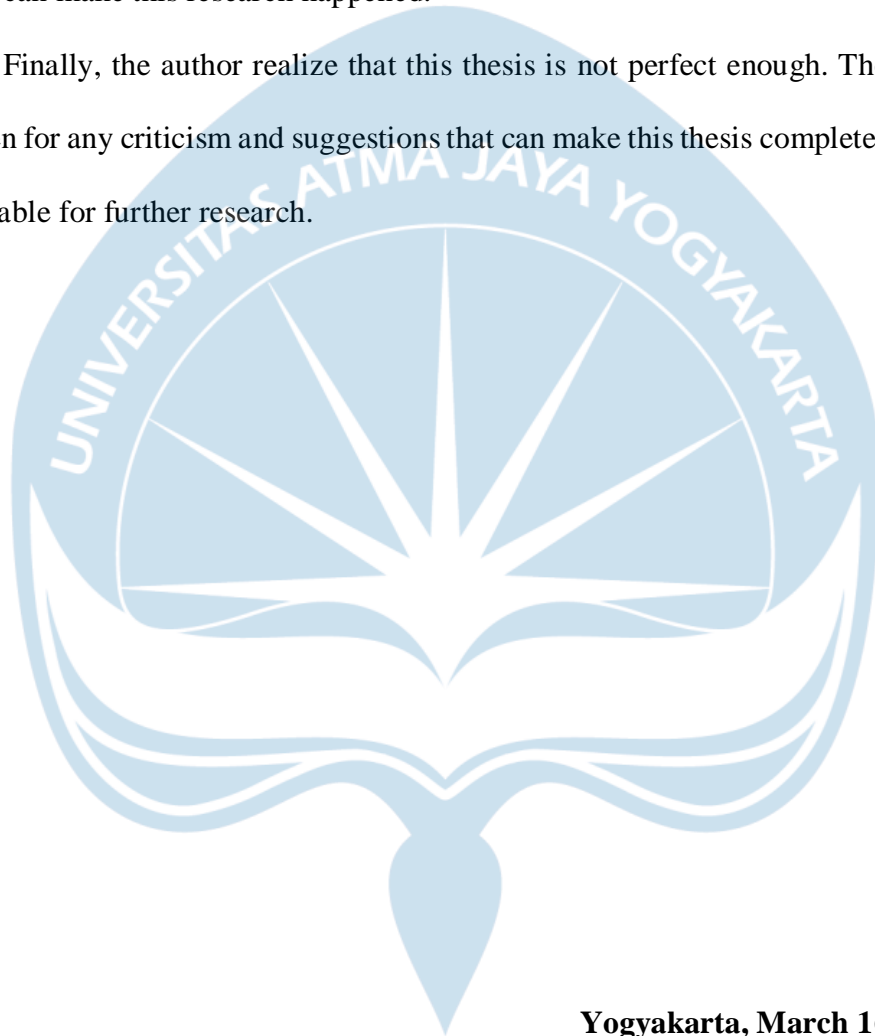 can make this research happened.
Finally, the author realize that this thesis is not perfect enough. Th
n for any criticism and suggestions that can make this thesis complete
able for further research.
UNIVERSITAS ATMA JAYA YOGYAKARTA
Yogyakarta, March 1